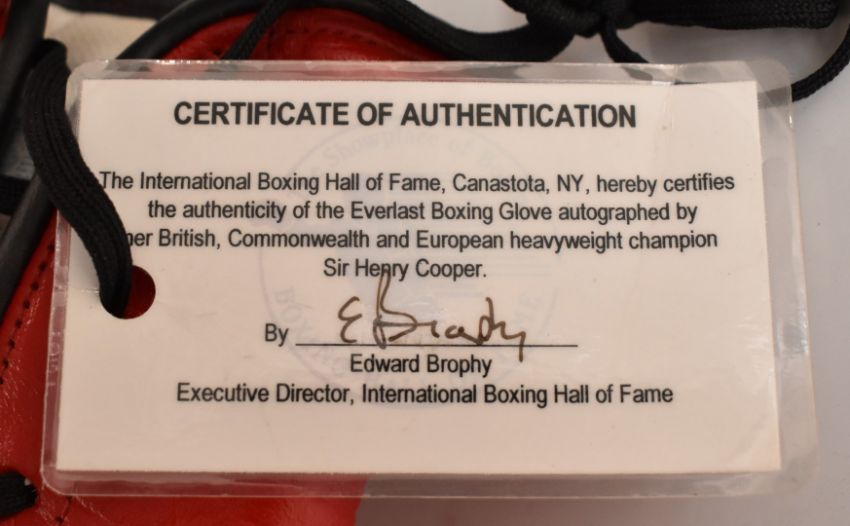 CERTIFICATE OF AUTHENTICATION
The International Boxing Hall of Fame, Canastota, NY, hereby certifies
the authenticity of the Everlast Boxing Glove autographed by
British, Commonwealth and European heavyweight champion
Sir Henry Cooper.
By E Brophy
Edward Brophy
Executive Director, International Boxing Hall of Fame